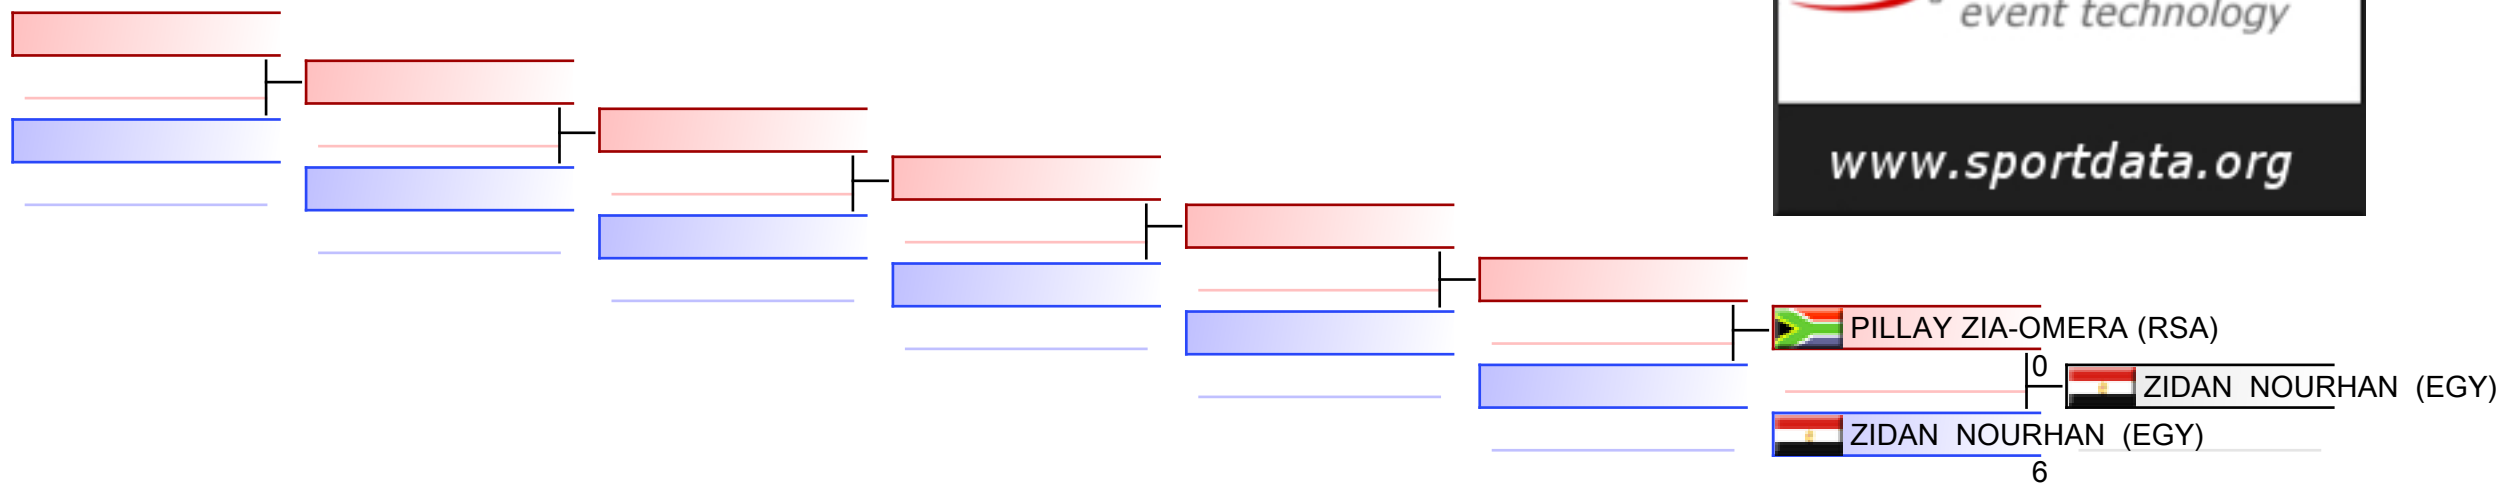 event technology
www.sportdata.org
PILLAY ZIA-OMERA (RSA)
0
ZIDAN NOURHAN (EGY)
ZIDAN NOURHAN (EGY)
6